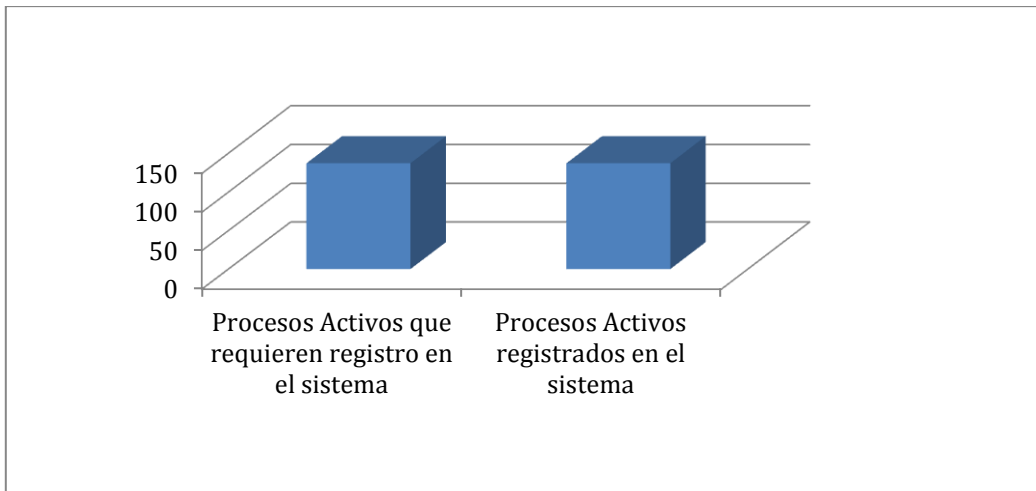 150
100
50
0
Procesos Activos que
requieren registro en
el sistema
Procesos Activos
registrados en el
sistema